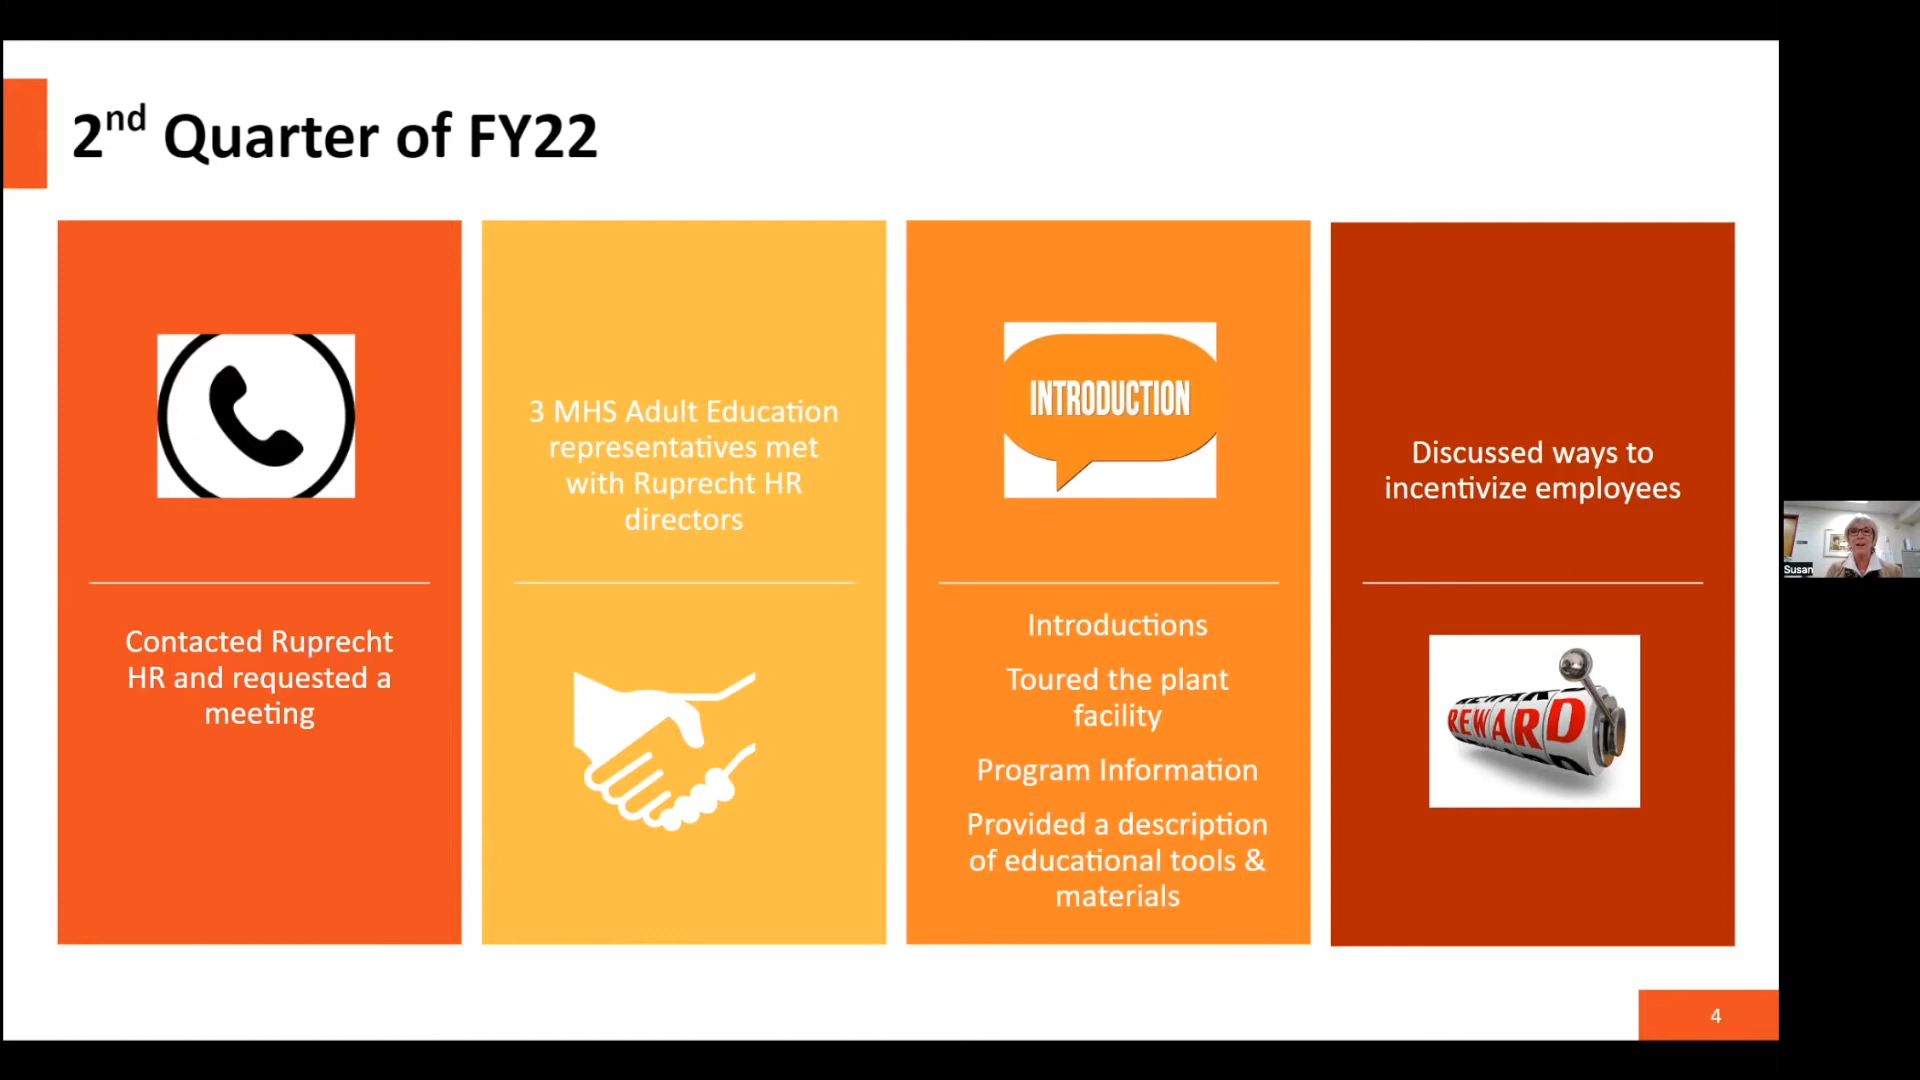 2nd Quarter of FY22
Contacted Ruprecht
HR and requested a
meeting
3 MHS Adult Education
representatives met
with Ruprecht HR
directors
INTRODUCTION
Introductions
Toured the plant
facility
Program Information
Provided a description
of educational tools &
materials
Discussed ways to
incentivize employees
REWARD
Susan
4